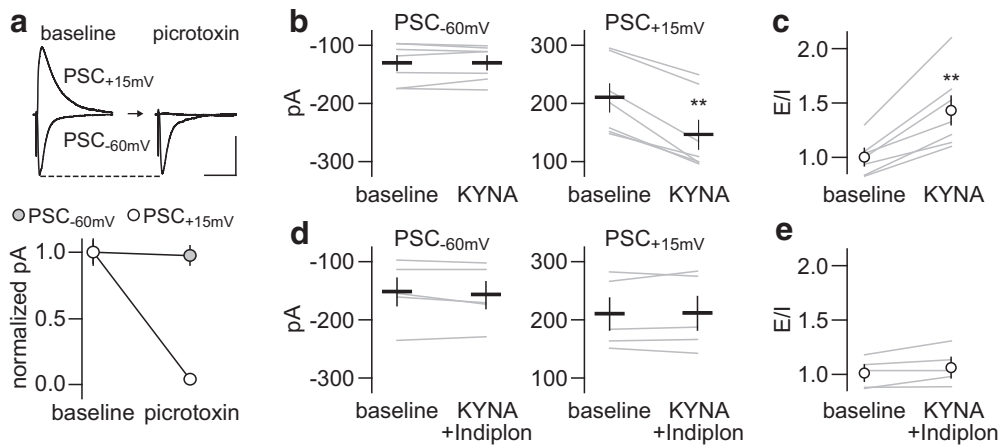 a
baseline picrotoxin
PSC+15mV
PSC-60mV
PSC-60mV PSC+15mV
normalized pA
1.0
0.5
0.0
baseline picrotoxin
b
PSC-60mV
pA
-100
-200
-300
baseline KYNA
PSC+15mV
300
200
100
**
baseline KYNA
c
E/I
2.0
1.5
1.0
**
baseline KYNA
d
PSC-60mV
pA
-100
-200
-300
baseline KYNA
+Indiplon
PSC+15mV
300
200
100
baseline KYNA
+Indiplon
e
E/I
2.0
1.5
1.0
baseline KYNA
+Indiplon